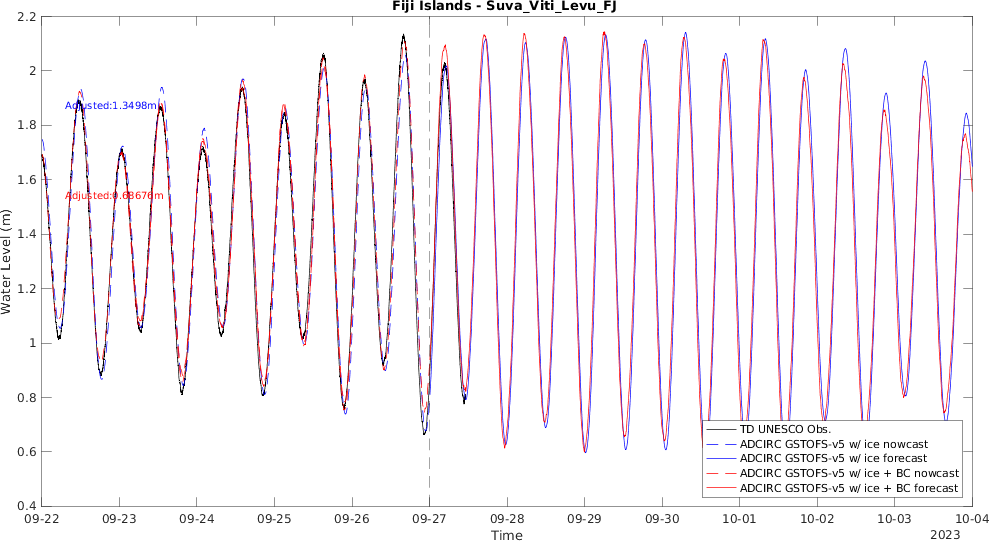 Fiji Islands - Suva_Viti_Levu_FJ
2.2
2
1.8
1.6
1.4
1.2
1
0.8
0.6
0.4
Water Level (m)
Adjusted:1.3498m
Adjusted:0.68676m
TD UNESCO Obs.
ADCIRC GSTOFS-v5 w/ ice nowcast
ADCIRC GSTOFS-v5 w/ ice forecast
ADCIRC GSTOFS-v5 w/ ice + BC nowcast
ADCIRC GSTOFS-v5 w/ ice + BC forecast
09-22 09-23 09-24 09-25 09-26 09-27 09-28 09-29 09-30 10-01 10-02 10-03 10-04
Time
2023